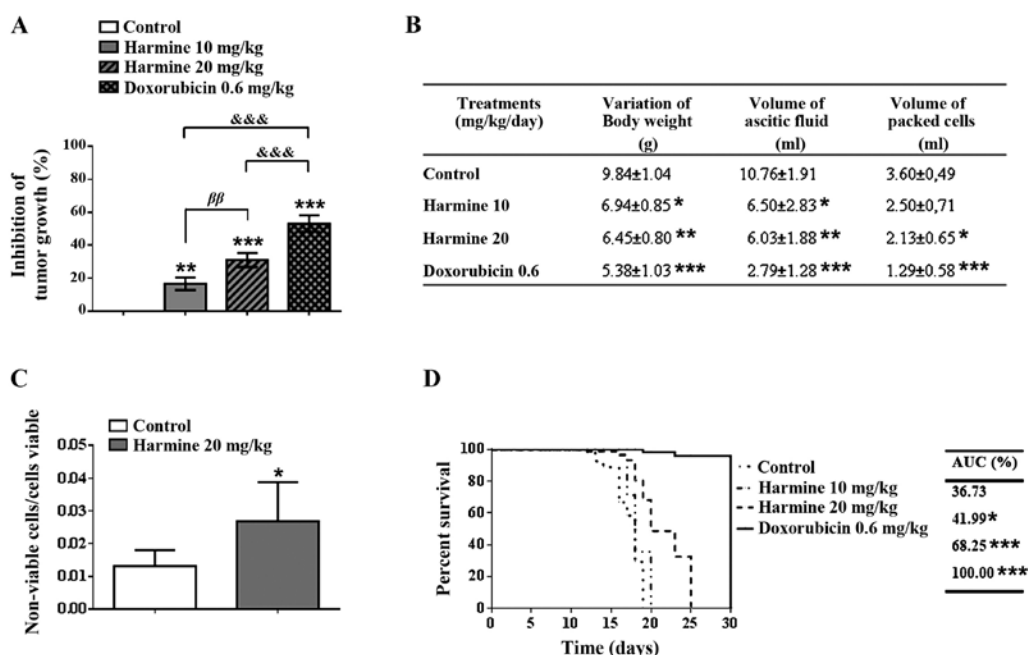 A
Control
Harmine 10 mg/kg
Harmine 20 mg/kg
Doxorubicin 0.6 mg/kg
&&&
&&&
ββ
**
***
***
100
80
60
40
20
0
Inhibition of
tumor growth (%)
B
Treatments Variation of Volume of Volume of
(mg/kg/day) Body weight ascitic fluid packed cells
(g) (ml) (ml)
Control 9.84±1.04 10.76±1.91 3.60±0,49
Harmine 10 6.94±0.85 * 6.50±2.83 * 2.50±0,71
Harmine 20 6.45±0.80 ** 6.03±1.88 ** 2.13±0.65 *
Doxorubicin 0.6 5.38±1.03 *** 2.79±1.28 *** 1.29±0.58 ***
C
Control
Harmine 20 mg/kg
*
0.05
0.04
0.03
0.02
0.01
0.00
Non-viable cells/cells viable
D
100
80
60
40
20
0
Percent survival
0 5 10 15 20 25 30
Time (days)
Control
Harmine 10 mg/kg
Harmine 20 mg/kg
Doxorubicin 0.6 mg/kg
AUC (%)
36.73
41.99 *
68.25 ***
100.00 ***